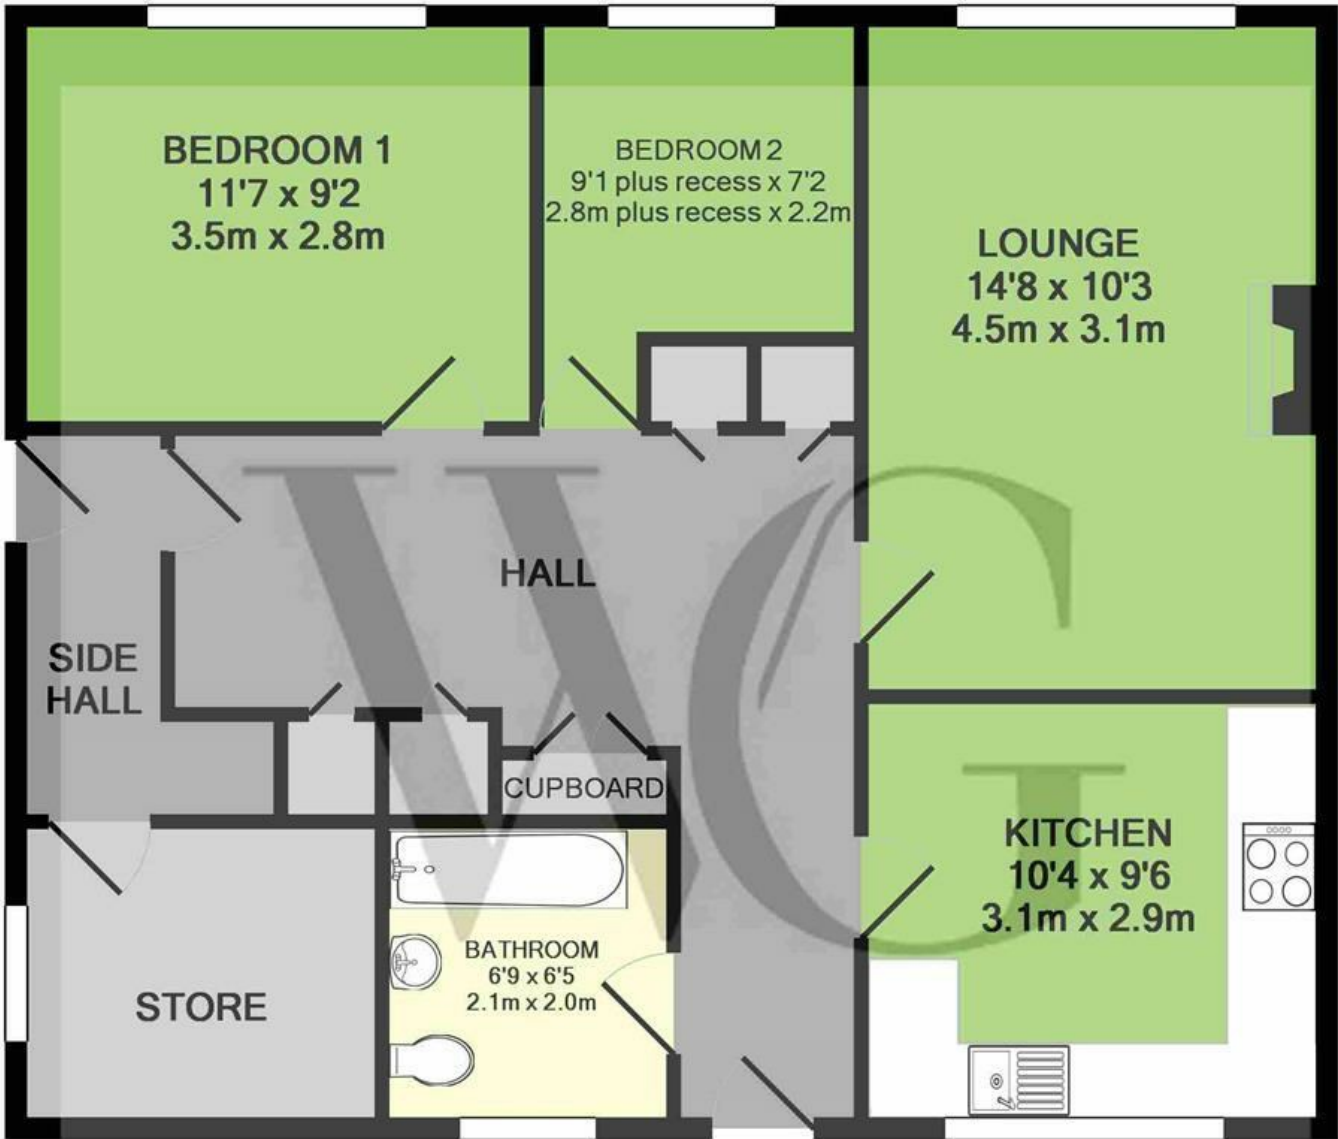 BEDROOM 1
11'7 x 9'2
3.5m x 2.8m
BEDROOM 2
9'1 plus recess x 7'2
2.8m plus recess x 2.2m
LOUNGE
14'8 x 10'3
4.5m x 3.1m
HALL
SIDE
HALL
CUPBOARD
KITCHEN
10'4 x 9'6
3.1m x 2.9m
BATHROOM
6'9 x 6'5
2.1m x 2.0m
STORE
WG